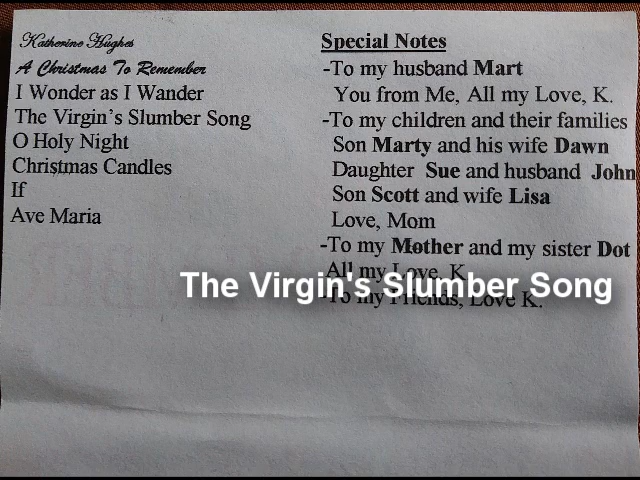 Katherine Hughes
A Christmas To Remember
I Wonder as I Wander
The Virgin's Slumber Song
O Holy Night
Christmas Candles
If
Ave Maria
Special Notes
-To my husband Mart
You from Me, All my Love, K.
-To my children and their families
Son Marty and his wife Dawn
Daughter Sue and husband John
Son Scott and wife Lisa
Love, Mom
-To my Mother and my sister Dot
All my Love, K.
-To my Friends, Love K.
The Virgin's Slumber Song